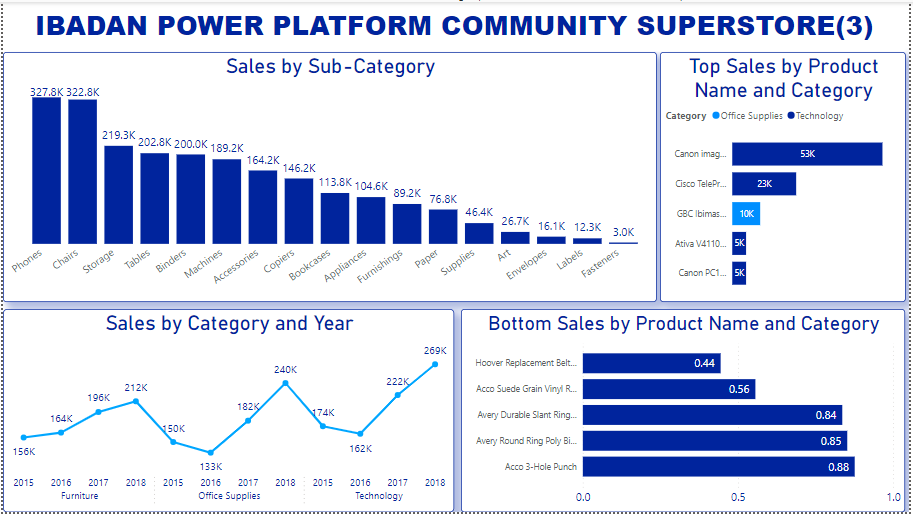 IBADAN POWER PLATFORM COMMUNITY SUPERSTORE(3)
Sales by Sub-Category
327.8K 322.8K 219.3K 202.8K 200.0K 189.2K 164.2K 146.2K 113.8K 104.6K 89.2K 76.8K 46.4K 26.7K 16.1K 12.3K 3.0K
Phones Chairs Storage Tables Binders Machines Accessories Copiers Bookcases Appliances Furnishings Paper Supplies Art Envelopes Labels Fasteners
Top Sales by Product
Name and Category
Category Office Supplies Technology
Canon imag... 53K
Cisco TelePr... 23K
GBC Ibimas... 10K
Ativa V4110... 5K
Canon PC1... 5K
Sales by Category and Year
156K 164K 196K 212K 150K 133K 182K 240K 174K 162K 222K 269K
2015 2016 2017 2018 2015 2016 2017 2018 2015 2016 2017 2018
Furniture Office Supplies Technology
Bottom Sales by Product Name and Category
Hoover Replacement Belt... 0.44
Acco Suede Grain Vinyl R... 0.56
Avery Durable Slant Ring... 0.84
Avery Round Ring Poly Bi... 0.85
Acco 3-Hole Punch 0.88
0.0 0.5 1.0